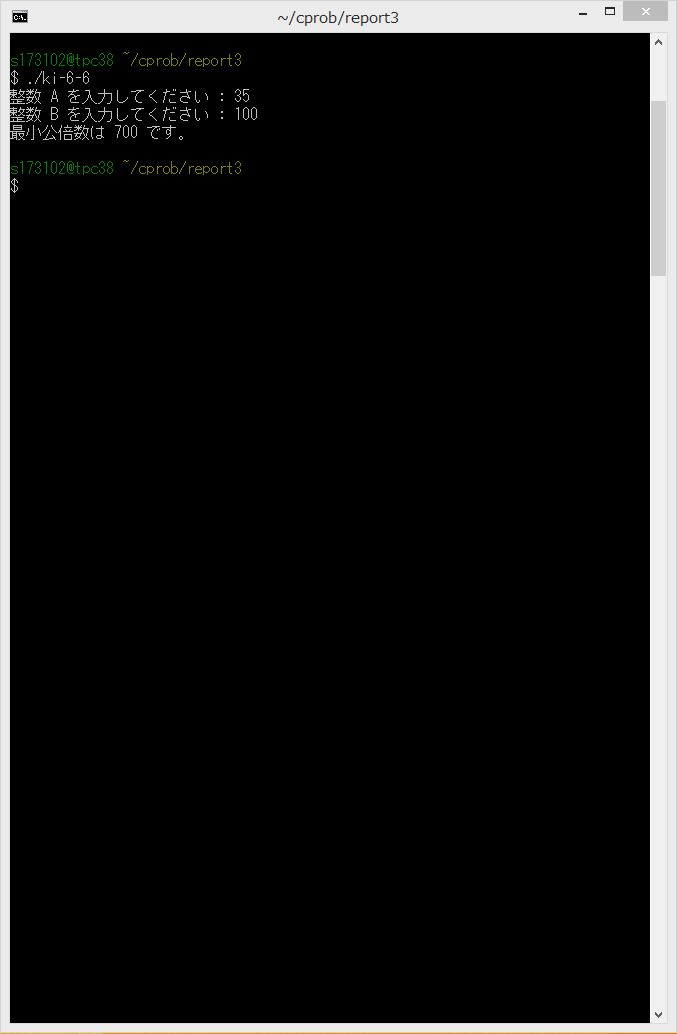 ~/cprob/report3
s173102@tpc38 ~/cprob/report3
$ ./ki-6-6
整数 A を入力してください : 35
整数 B を入力してください : 100
最小公倍数は 700 です。
s173102@tpc38 ~/cprob/report3
$